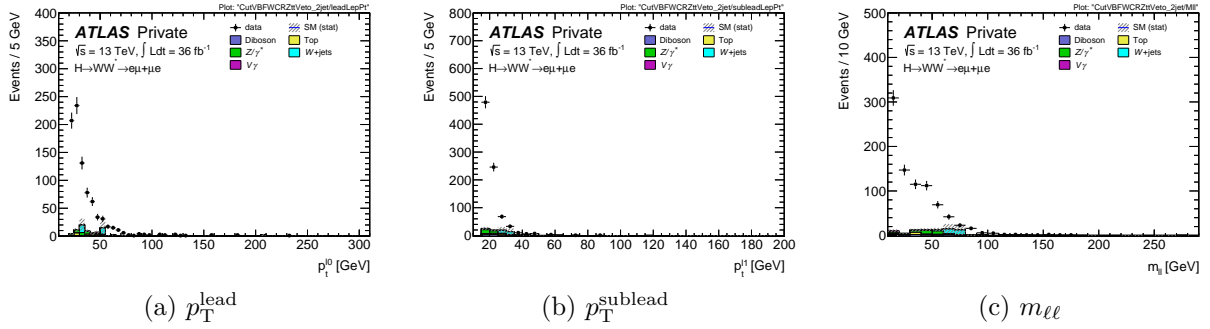 Plot: "CutVBFWCRZttVeto_2jet/leadLepPt"
Events / 5 GeV
400
350
300
250
200
150
100
50
0
ATLAS Private
√s = 13 TeV, ∫ Ldt = 36 fb⁻¹
H→WW*→eμ+μe
data
SM (stat)
Diboson
Top
Z/γ*
W+jets
Vγ
50 100 150 200 250 300
p_t^l0 [GeV]
(a) p_T^lead
Plot: "CutVBFWCRZttVeto_2jet/subleadLepPt"
Events / 5 GeV
800
700
600
500
400
300
200
100
0
ATLAS Private
√s = 13 TeV, ∫ Ldt = 36 fb⁻¹
H→WW*→eμ+μe
data
SM (stat)
Diboson
Top
Z/γ*
W+jets
Vγ
20 40 60 80 100 120 140 160 180 200
p_t^l1 [GeV]
(b) p_T^sublead
Plot: "CutVBFWCRZttVeto_2jet/Mll"
Events / 10 GeV
500
400
300
200
100
0
ATLAS Private
√s = 13 TeV, ∫ Ldt = 36 fb⁻¹
H→WW*→eμ+μe
data
SM (stat)
Diboson
Top
Z/γ*
W+jets
Vγ
50 100 150 200 250
m_ll [GeV]
(c) m_ℓℓ